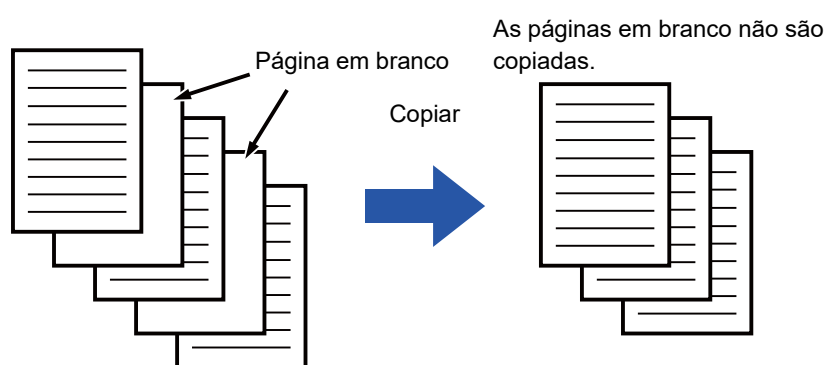 Página em branco
Copiar
As páginas em branco não são
copiadas.